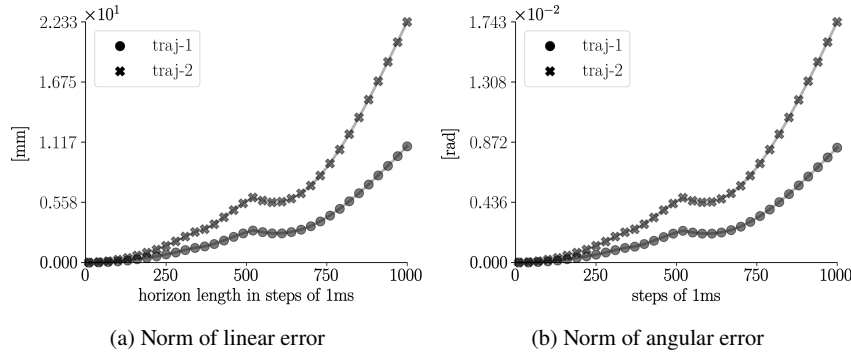 ×10¹
2.233
1.675
1.117
0.558
0.000
[mm]
traj-1
traj-2
0
250
500
750
1000
horizon length in steps of 1ms
(a) Norm of linear error
×10⁻²
1.743
1.308
0.872
0.436
0.000
[rad]
traj-1
traj-2
0
250
500
750
1000
steps of 1ms
(b) Norm of angular error